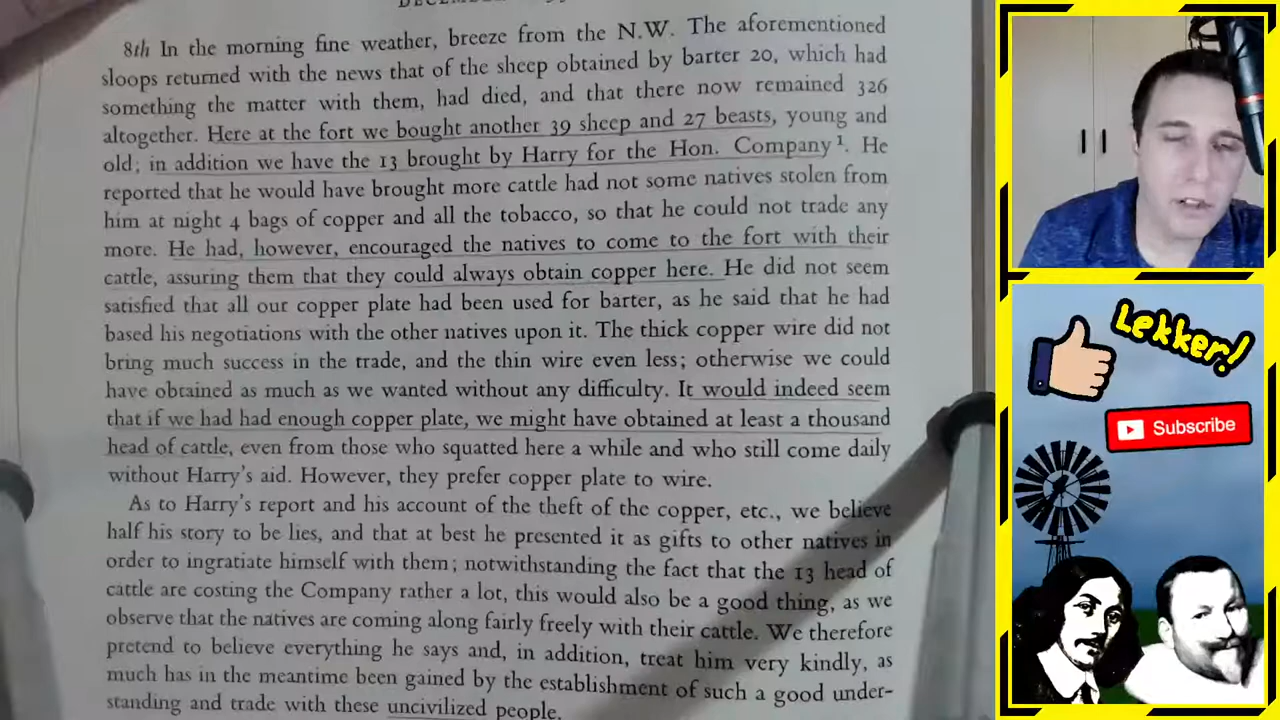 8th In the morning fine weather, breeze from the N.W. The aforementioned
sloops returned with the news that of the sheep obtained by barter 20, which had
something the matter with them, had died, and that there now remained 326
altogether. Here at the fort we bought another 39 sheep and 27 beasts, young and
old; in addition we have the 13 brought by Harry for the Hon. Company¹. He
reported that he would have brought more cattle had not some natives stolen from
him at night 4 bags of copper and all the tobacco, so that he could not trade any
more. He had, however, encouraged the natives to come to the fort with their
cattle, assuring them that they could always obtain copper here. He did not seem
satisfied that all our copper plate had been used for barter, as he said that he had
based his negotiations with the other natives upon it. The thick copper wire did not
bring much success in the trade, and the thin wire even less; otherwise we could
have obtained as much as we wanted without any difficulty. It would indeed seem
that if we had had enough copper plate, we might have obtained at least a thousand
head of cattle, even from those who squatted here a while and who still come daily
without Harry's aid. However, they prefer copper plate to wire.
As to Harry's report and his account of the theft of the copper, etc., we believe
half his story to be lies, and that at best he presented it as gifts to other natives in
order to ingratiate himself with them; notwithstanding the fact that the 13 head of
cattle are costing the Company rather a lot, this would also be a good thing, as we
observe that the natives are coming along fairly freely with their cattle. We therefore
pretend to believe everything he says and, in addition, treat him very kindly, as
much has in the meantime been gained by the establishment of such a good under-
standing and trade with these uncivilized people.
Lekker!
Subscribe